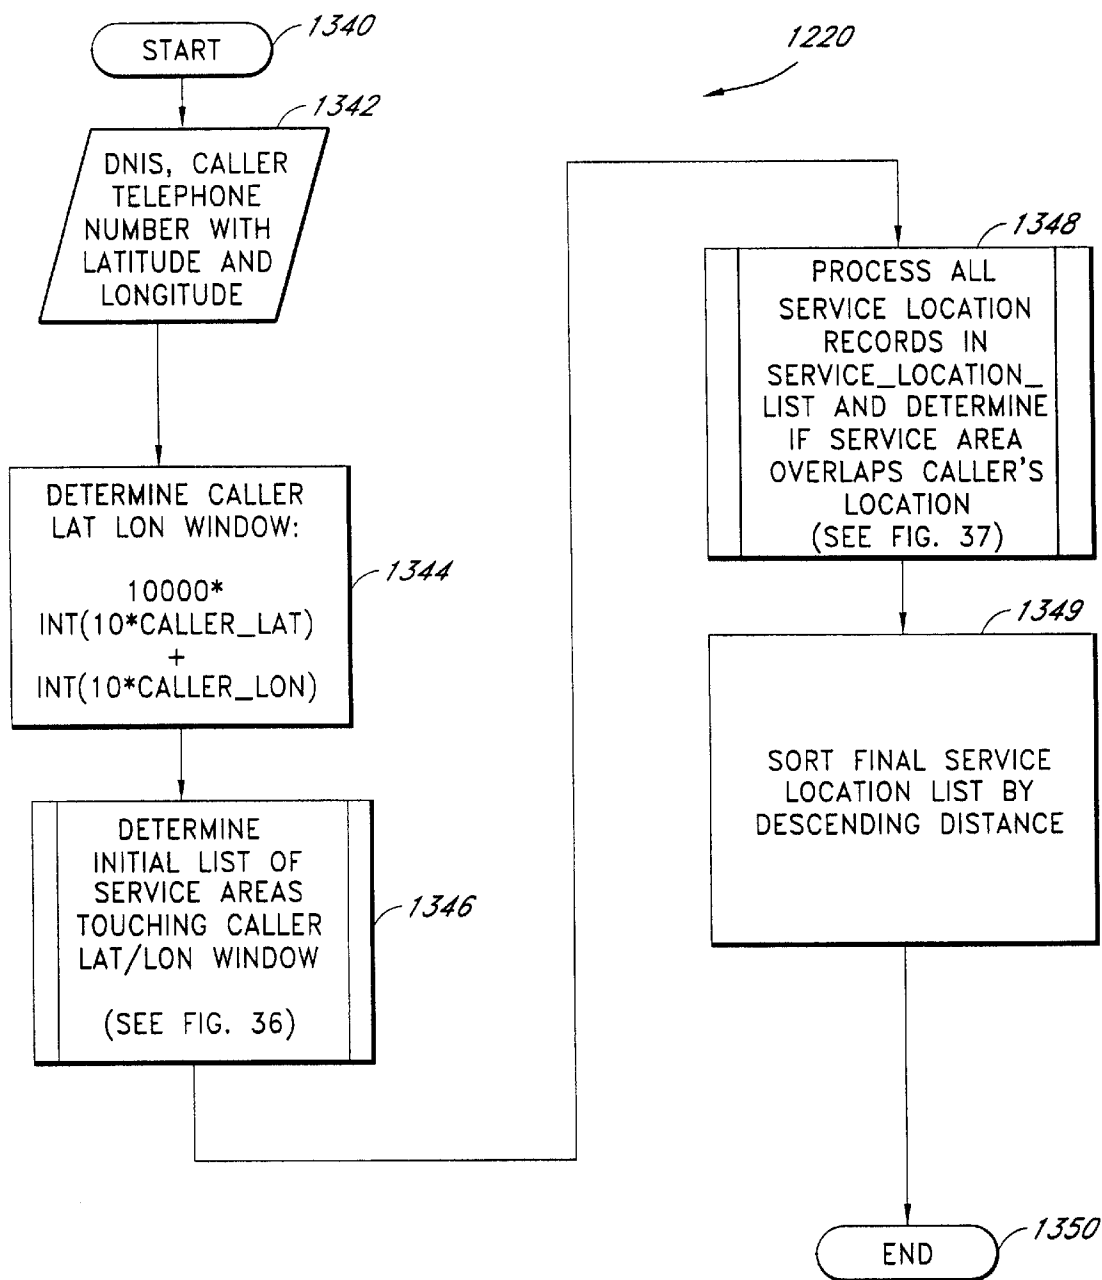 START
1340
1220
1342
DNIS, CALLER
TELEPHONE
NUMBER WITH
LATITUDE AND
LONGITUDE
DETERMINE CALLER
LAT LON WINDOW:
10000*
INT(10*CALLER_LAT)
+
INT(10*CALLER_LON)
1344
DETERMINE
INITIAL LIST OF
SERVICE AREAS
TOUCHING CALLER
LAT/LON WINDOW
(SEE FIG. 36)
1346
1348
PROCESS ALL
SERVICE LOCATION
RECORDS IN
SERVICE_LOCATION_
LIST AND DETERMINE
IF SERVICE AREA
OVERLAPS CALLER'S
LOCATION
(SEE FIG. 37)
1349
SORT FINAL SERVICE
LOCATION LIST BY
DESCENDING DISTANCE
END
1350